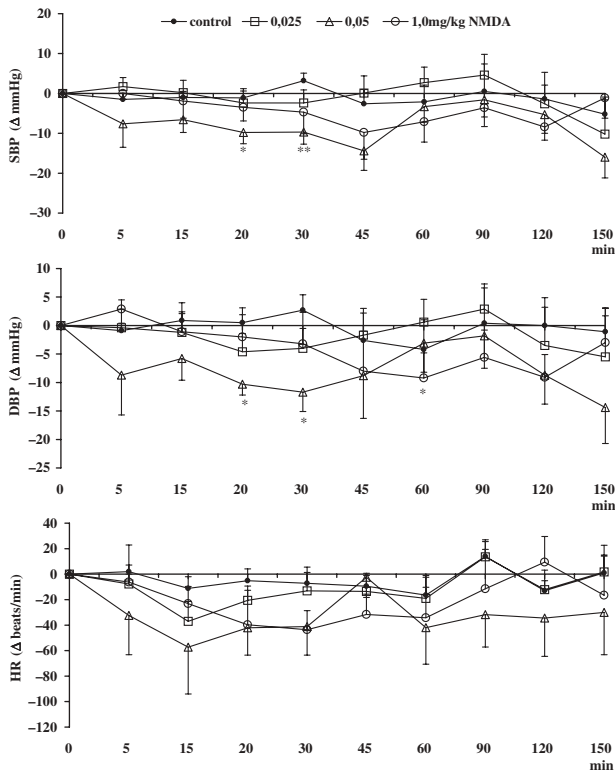 control 0,025 0,05 1,0mg/kg NMDA
SBP (Δ mmHg)
20
10
0
−10
−20
−30
* **
0 5 15 20 30 45 60 90 120 150
min
DBP (Δ mmHg)
10
5
0
−5
−10
−15
−20
−25
* * *
0 5 15 20 30 45 60 90 120 150
min
HR (Δ beats/min)
40
20
0
−20
−40
−60
−80
−100
−120
0 5 15 20 30 45 60 90 120 150
min